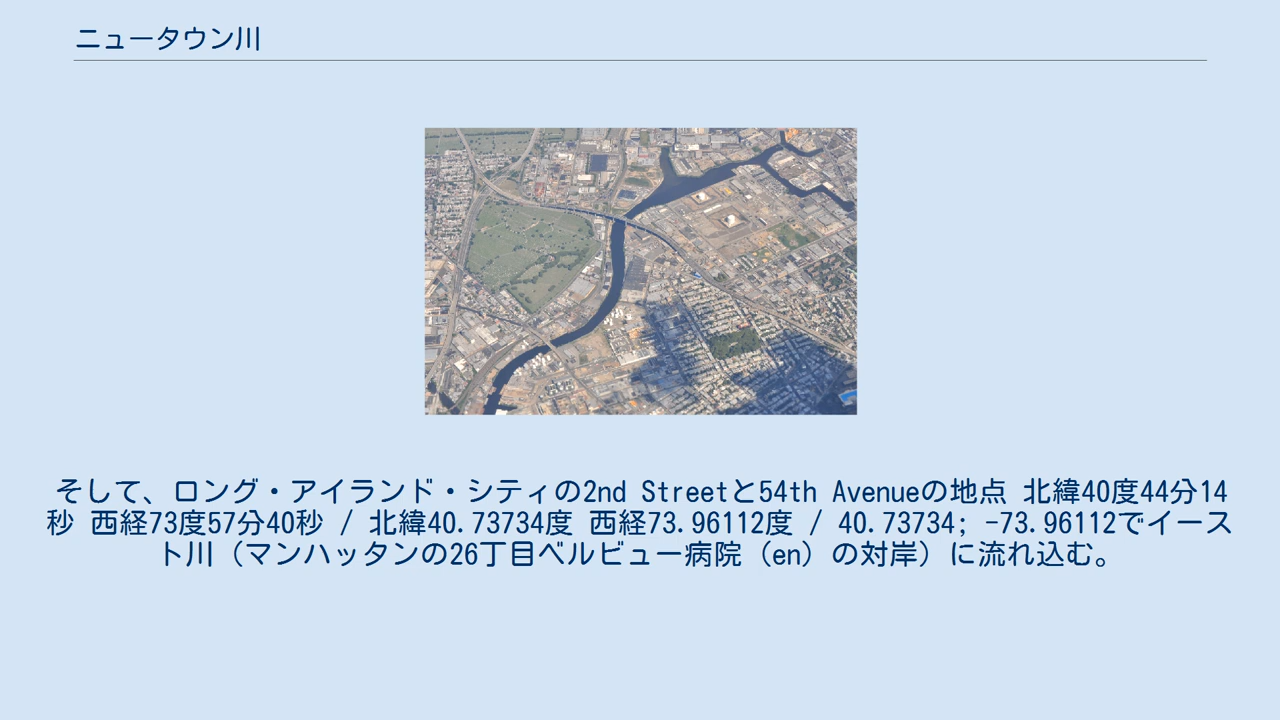 ニュータウン川
そして、ロング・アイランド・シティの2nd Streetと54th Avenueの地点 北緯40度44分14
秒 西経73度57分40秒 / 北緯40.73734度 西経73.96112度 / 40.73734; -73.96112でイース
ト川（マンハッタンの26丁目ベルビュー病院（en）の対岸）に流れ込む。